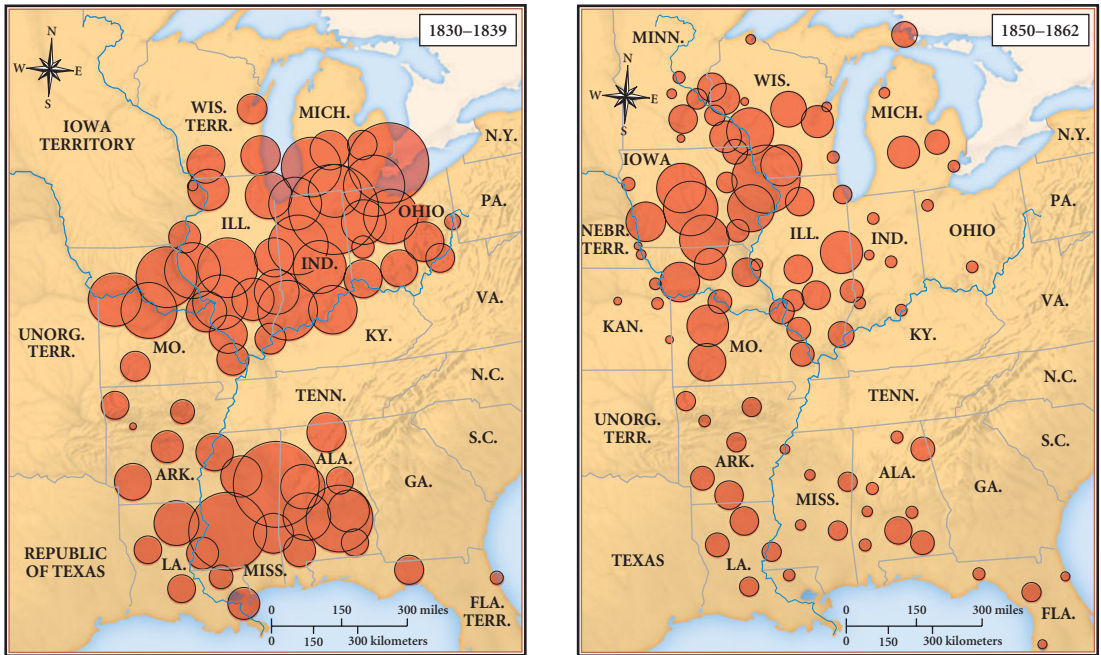 1830–1839
N
W
E
S
WIS.
TERR.
MICH.
IOWA
TERRITORY
N.Y.
PA.
ILL.
OHIO
IND.
VA.
UNORG.
TERR.
MO.
KY.
N.C.
TENN.
S.C.
ARK.
ALA.
GA.
REPUBLIC
OF TEXAS
LA.
MISS.
FLA.
TERR.
0 150 300 miles
0 150 300 kilometers
1850–1862
MINN.
N
W
E
S
WIS.
MICH.
N.Y.
IOWA
PA.
NEBR.
TERR.
ILL.
IND.
OHIO
VA.
KAN.
MO.
KY.
N.C.
TENN.
UNORG.
TERR.
S.C.
ARK.
ALA.
MISS.
GA.
TEXAS
LA.
FLA.
0 150 300 miles
0 150 300 kilometers